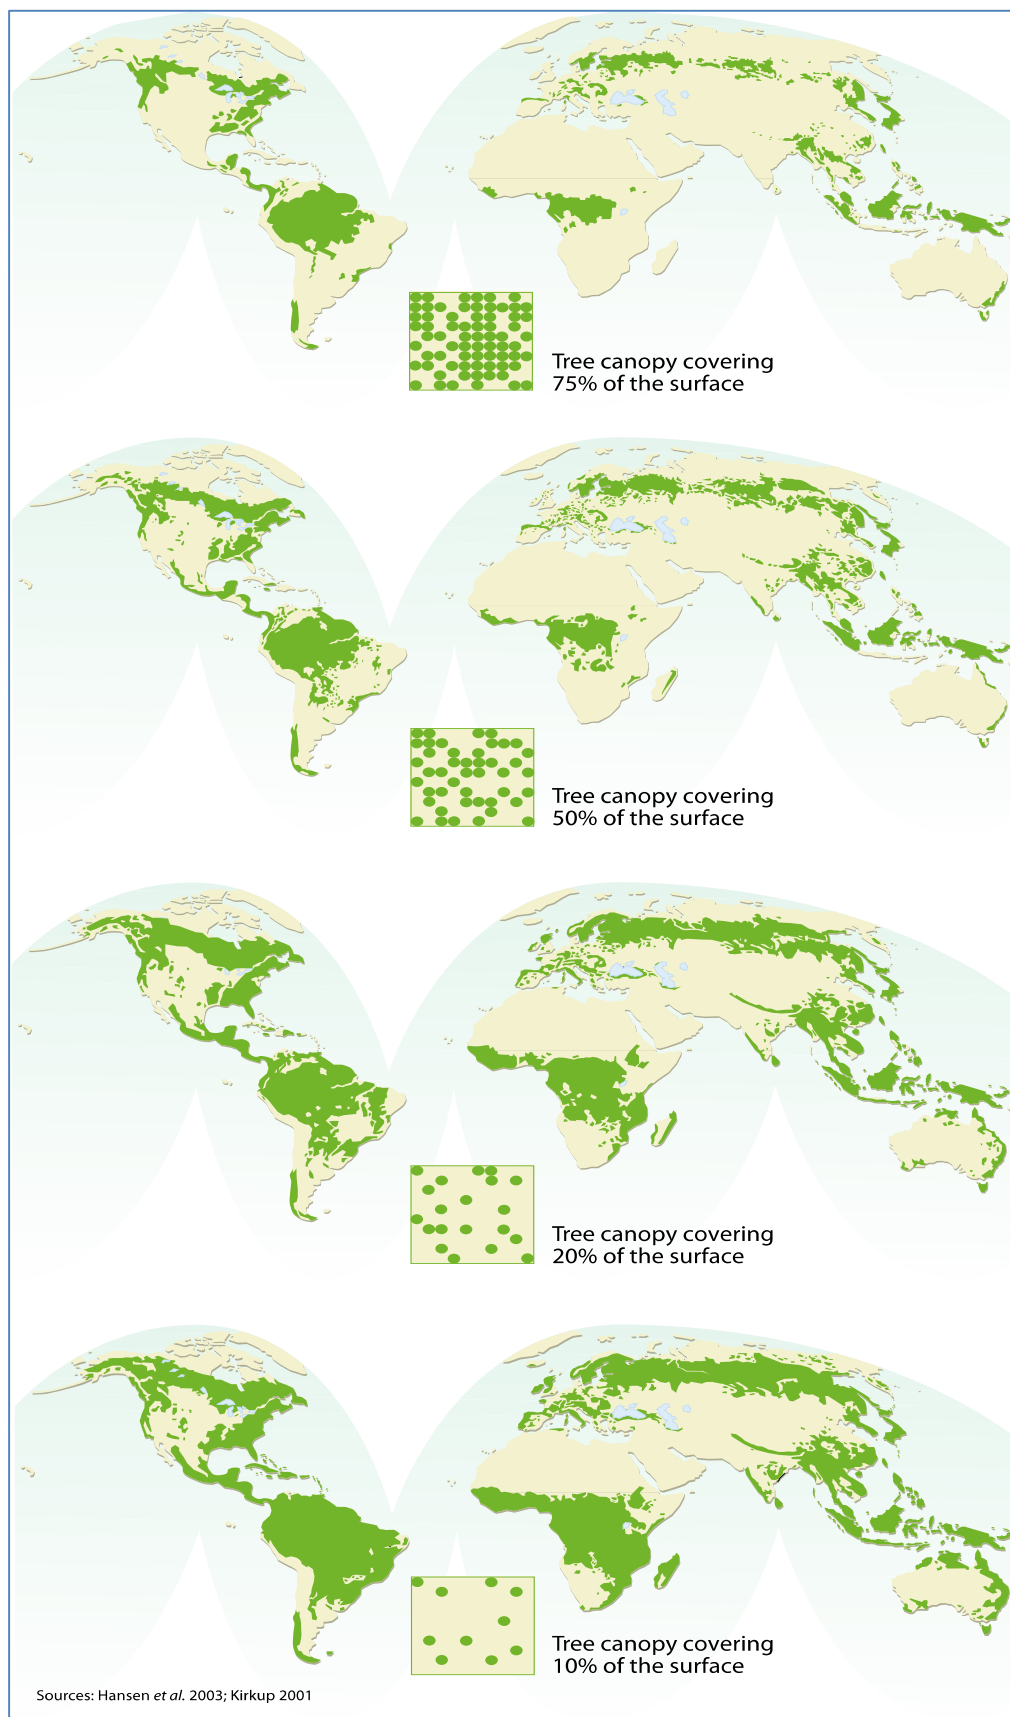 Tree canopy covering
75% of the surface
Tree canopy covering
50% of the surface
Tree canopy covering
20% of the surface
Tree canopy covering
10% of the surface
Sources: Hansen et al. 2003; Kirkup 2001